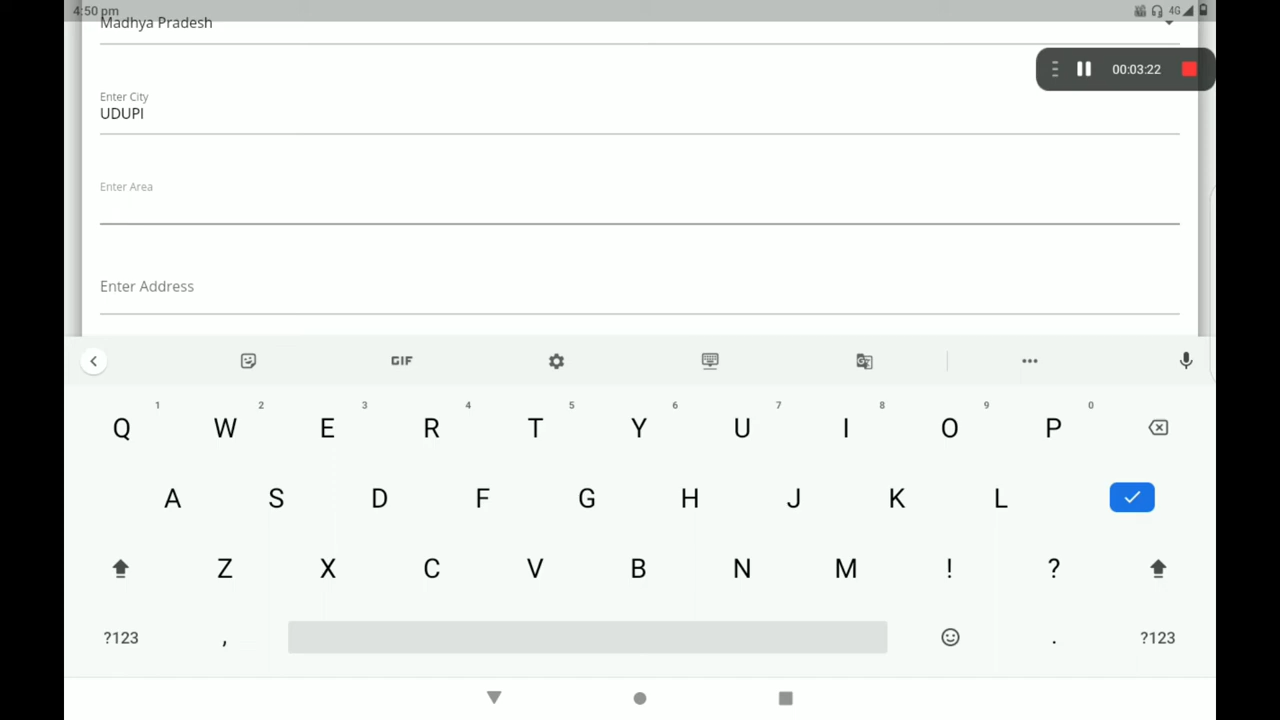 4:50 pm
4G
Madhya Pradesh
00:03:22
Enter City
UDUPI
Enter Area
Enter Address
GIF
1 2 3 4 5 6 7 8 9 0
Q W E R T Y U I O P
A S D F G H J K L
Z X C V B N M ! ?
?123 , . ?123